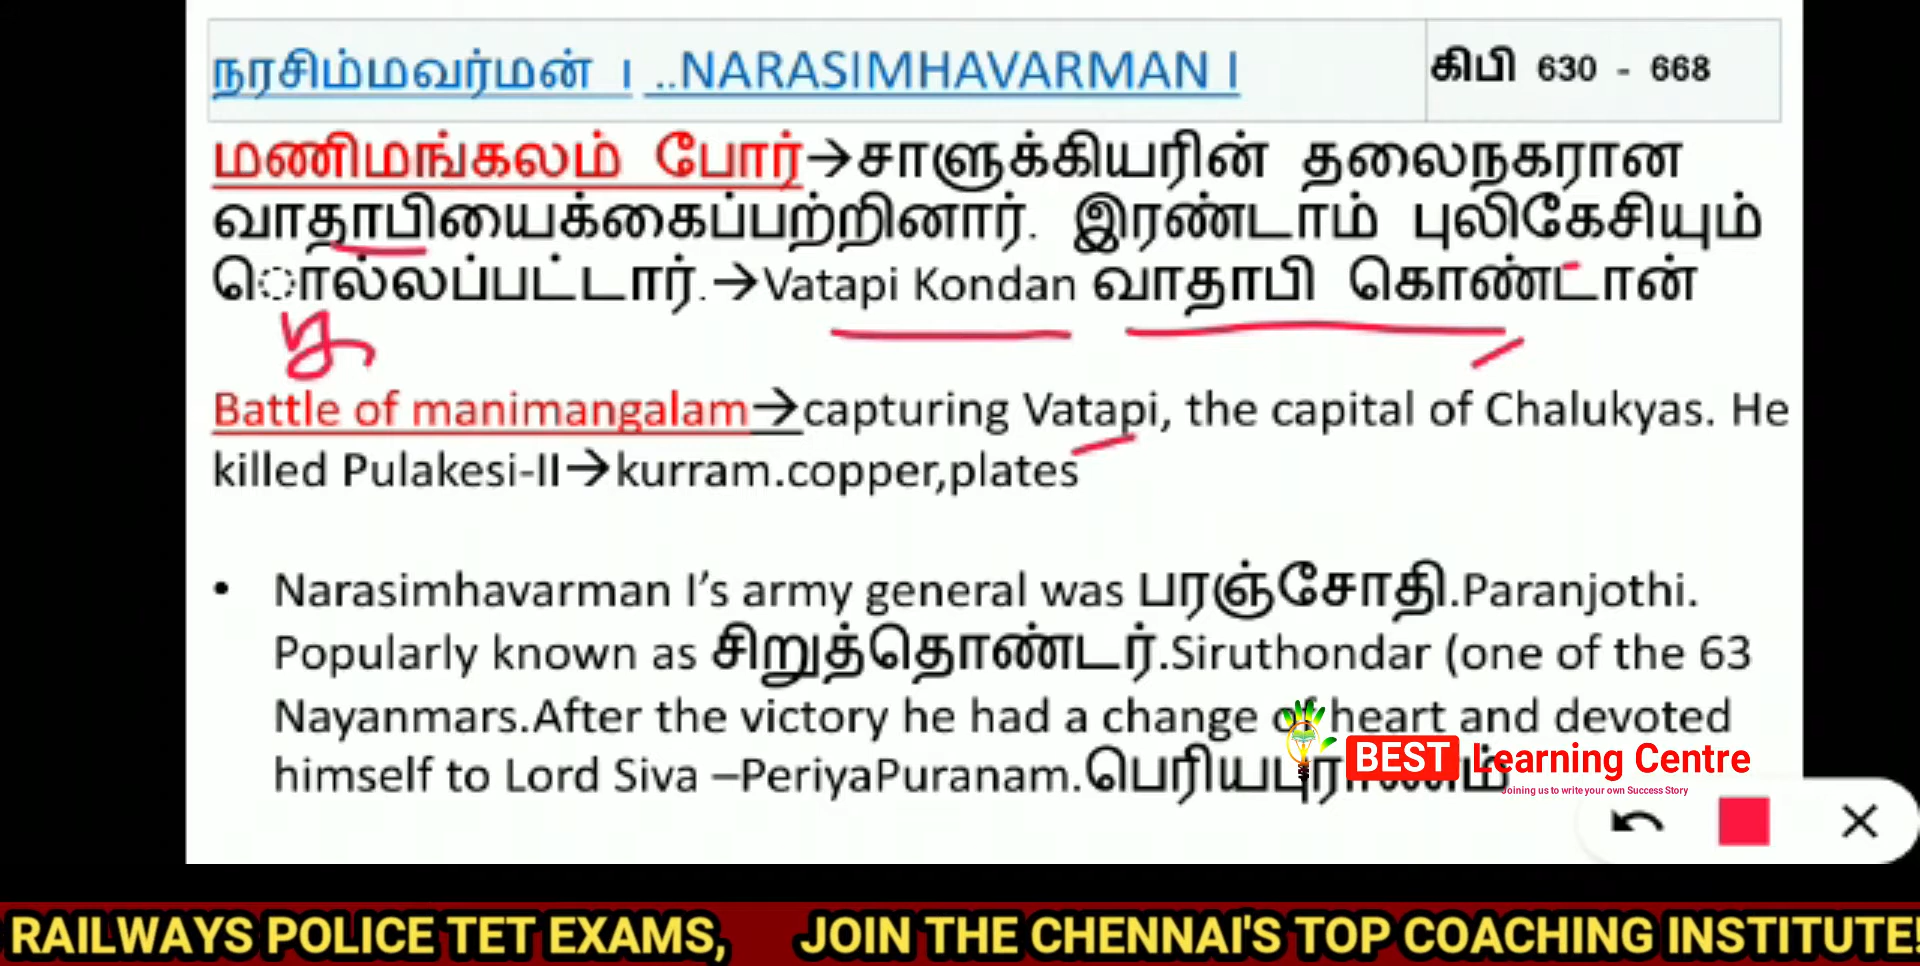 நரசிம்மவர்மன் I ..NARASIMHAVARMAN I கிபி 630 - 668
மணிமங்கலம் போர்→சாளுக்கியரின் தலைநகரான
வாதாபியைக்கைப்பற்றினார். இரண்டாம் புலிகேசியும்
ொல்லப்பட்டார்.→Vatapi Kondan வாதாபி கொண்டான்
Battle of manimangalam→capturing Vatapi, the capital of Chalukyas. He
killed Pulakesi-II→kurram.copper,plates
• Narasimhavarman I’s army general was பரஞ்சோதி.Paranjothi.
Popularly known as சிறுத்தொண்டர்.Siruthondar (one of the 63
Nayanmars.After the victory he had a change of heart and devoted
himself to Lord Siva –PeriyaPuranam.பெரியபுராணம்
BEST Learning Centre
Joining us to write your own Success Story
RAILWAYS POLICE TET EXAMS, JOIN THE CHENNAI'S TOP COACHING INSTITUTE!